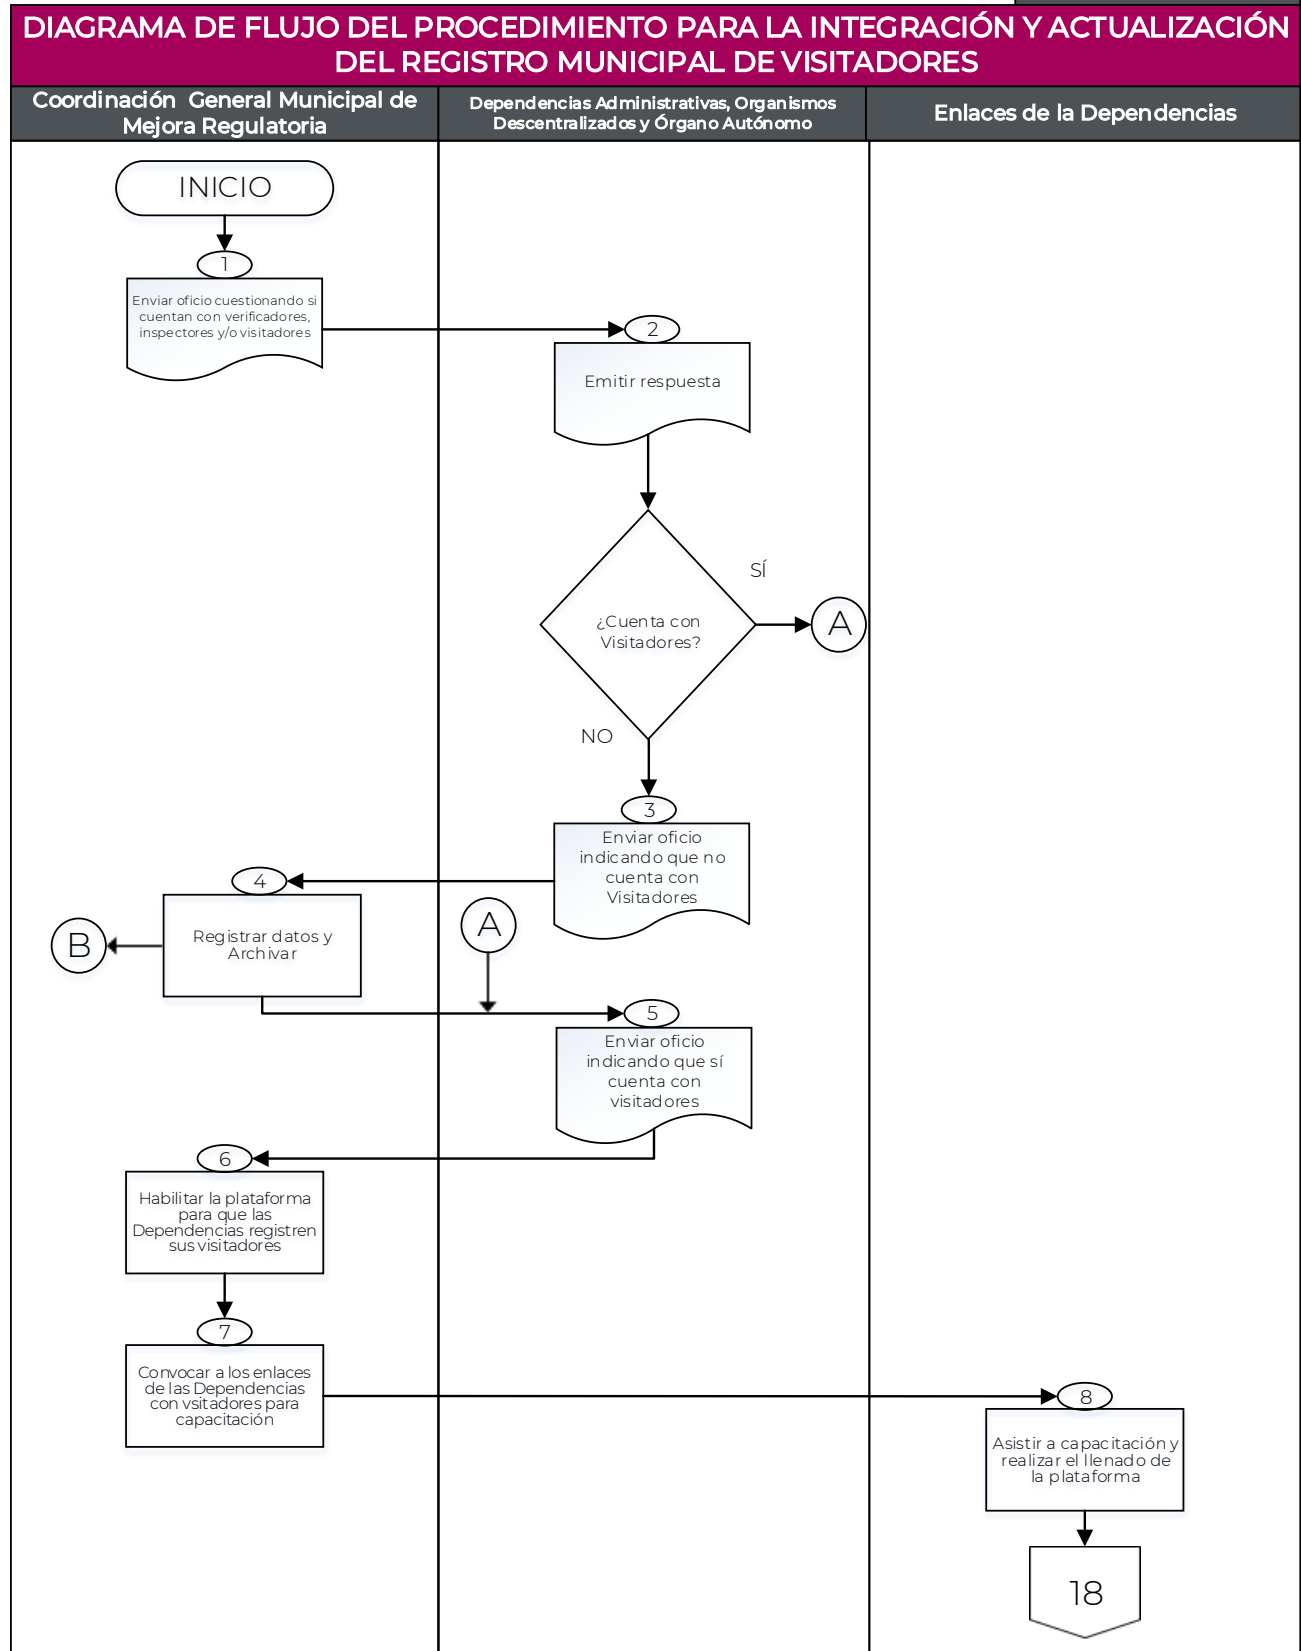 DIAGRAMA DE FLUJO DEL PROCEDIMIENTO PARA LA INTEGRACIÓN Y ACTUALIZACIÓN
DEL REGISTRO MUNICIPAL DE VISITADORES
Coordinación General Municipal de
Mejora Regulatoria
Dependencias Administrativas, Organismos
Descentralizados y Órgano Autónomo
Enlaces de la Dependencias
INICIO
1
Enviar oficio cuestionando si
cuentan con verificadores,
inspectores y/o visitadores
2
Emitir respuesta
¿Cuenta con
Visitadores?
SÍ
A
NO
3
Enviar oficio
indicando que no
cuenta con
Visitadores
4
Registrar datos y
Archivar
B
A
5
Enviar oficio
indicando que sí
cuenta con
visitadores
6
Habilitar la plataforma
para que las
Dependencias registren
sus visitadores
7
Convocar a los enlaces
de las Dependencias
con vsitadores para
capacitación
8
Asistir a capacitación y
realizar el llenado de
la plataforma
18